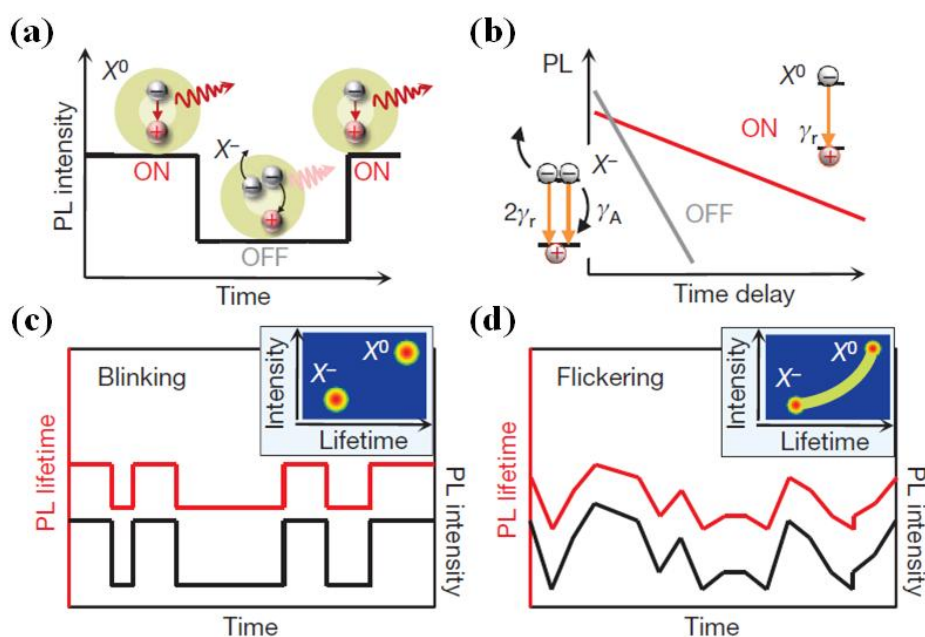 (a)
X⁰
ON
X⁻
OFF
ON
PL intensity
Time
(b)
PL
X⁰
γr
ON
X⁻
2γr
γA
OFF
Time delay
(c)
Blinking
X⁰
X⁻
Intensity
Lifetime
PL lifetime
PL intensity
Time
(d)
Flickering
X⁰
X⁻
Intensity
Lifetime
PL lifetime
PL intensity
Time